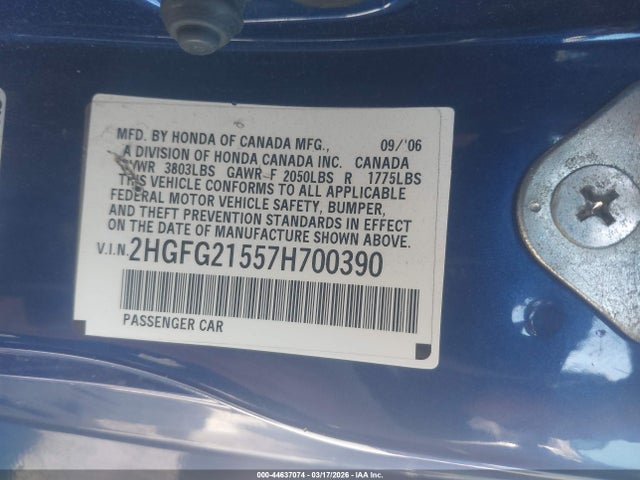 MFD. BY HONDA OF CANADA MFG., 09/'06
A DIVISION OF HONDA CANADA INC. CANADA
GVWR 3803LBS GAWR F 2050LBS R 1775LBS
THIS VEHICLE CONFORMS TO ALL APPLICABLE
FEDERAL MOTOR VEHICLE SAFETY, BUMPER,
AND THEFT PREVENTION STANDARDS IN EFFECT
ON THE DATE OF MANUFACTURE SHOWN ABOVE.
V.I.N. 2HGFG21557H700390
PASSENGER CAR
000-44637074 - 03/17/2026 - IAA Inc.